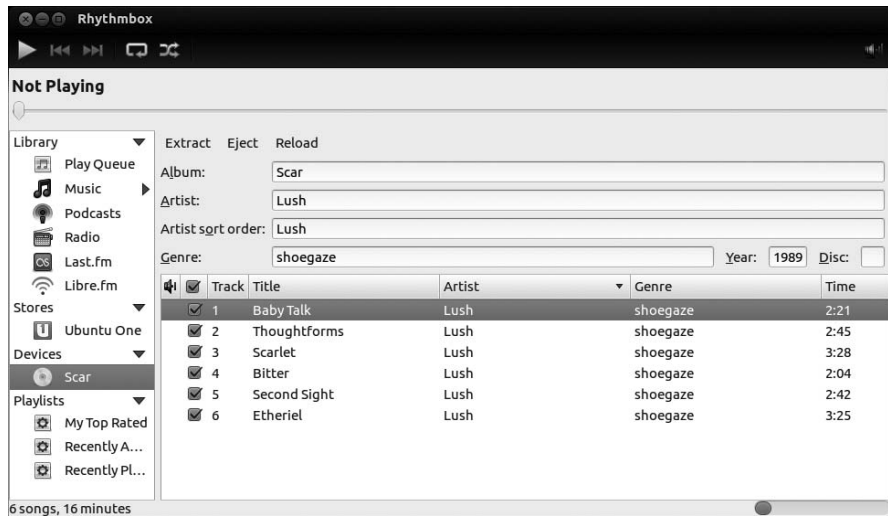 Rhythmbox
Not Playing
Library
Play Queue
Music
Podcasts
Radio
Last.fm
Libre.fm
Stores
Ubuntu One
Devices
Scar
Playlists
My Top Rated
Recently A...
Recently Pl...
Extract Eject Reload
Album: Scar
Artist: Lush
Artist sort order: Lush
Genre: shoegaze Year: 1989 Disc:
Track Title Artist Genre Time
1 Baby Talk Lush shoegaze 2:21
2 Thoughtforms Lush shoegaze 2:45
3 Scarlet Lush shoegaze 3:28
4 Bitter Lush shoegaze 2:04
5 Second Sight Lush shoegaze 2:42
6 Etheriel Lush shoegaze 3:25
6 songs, 16 minutes